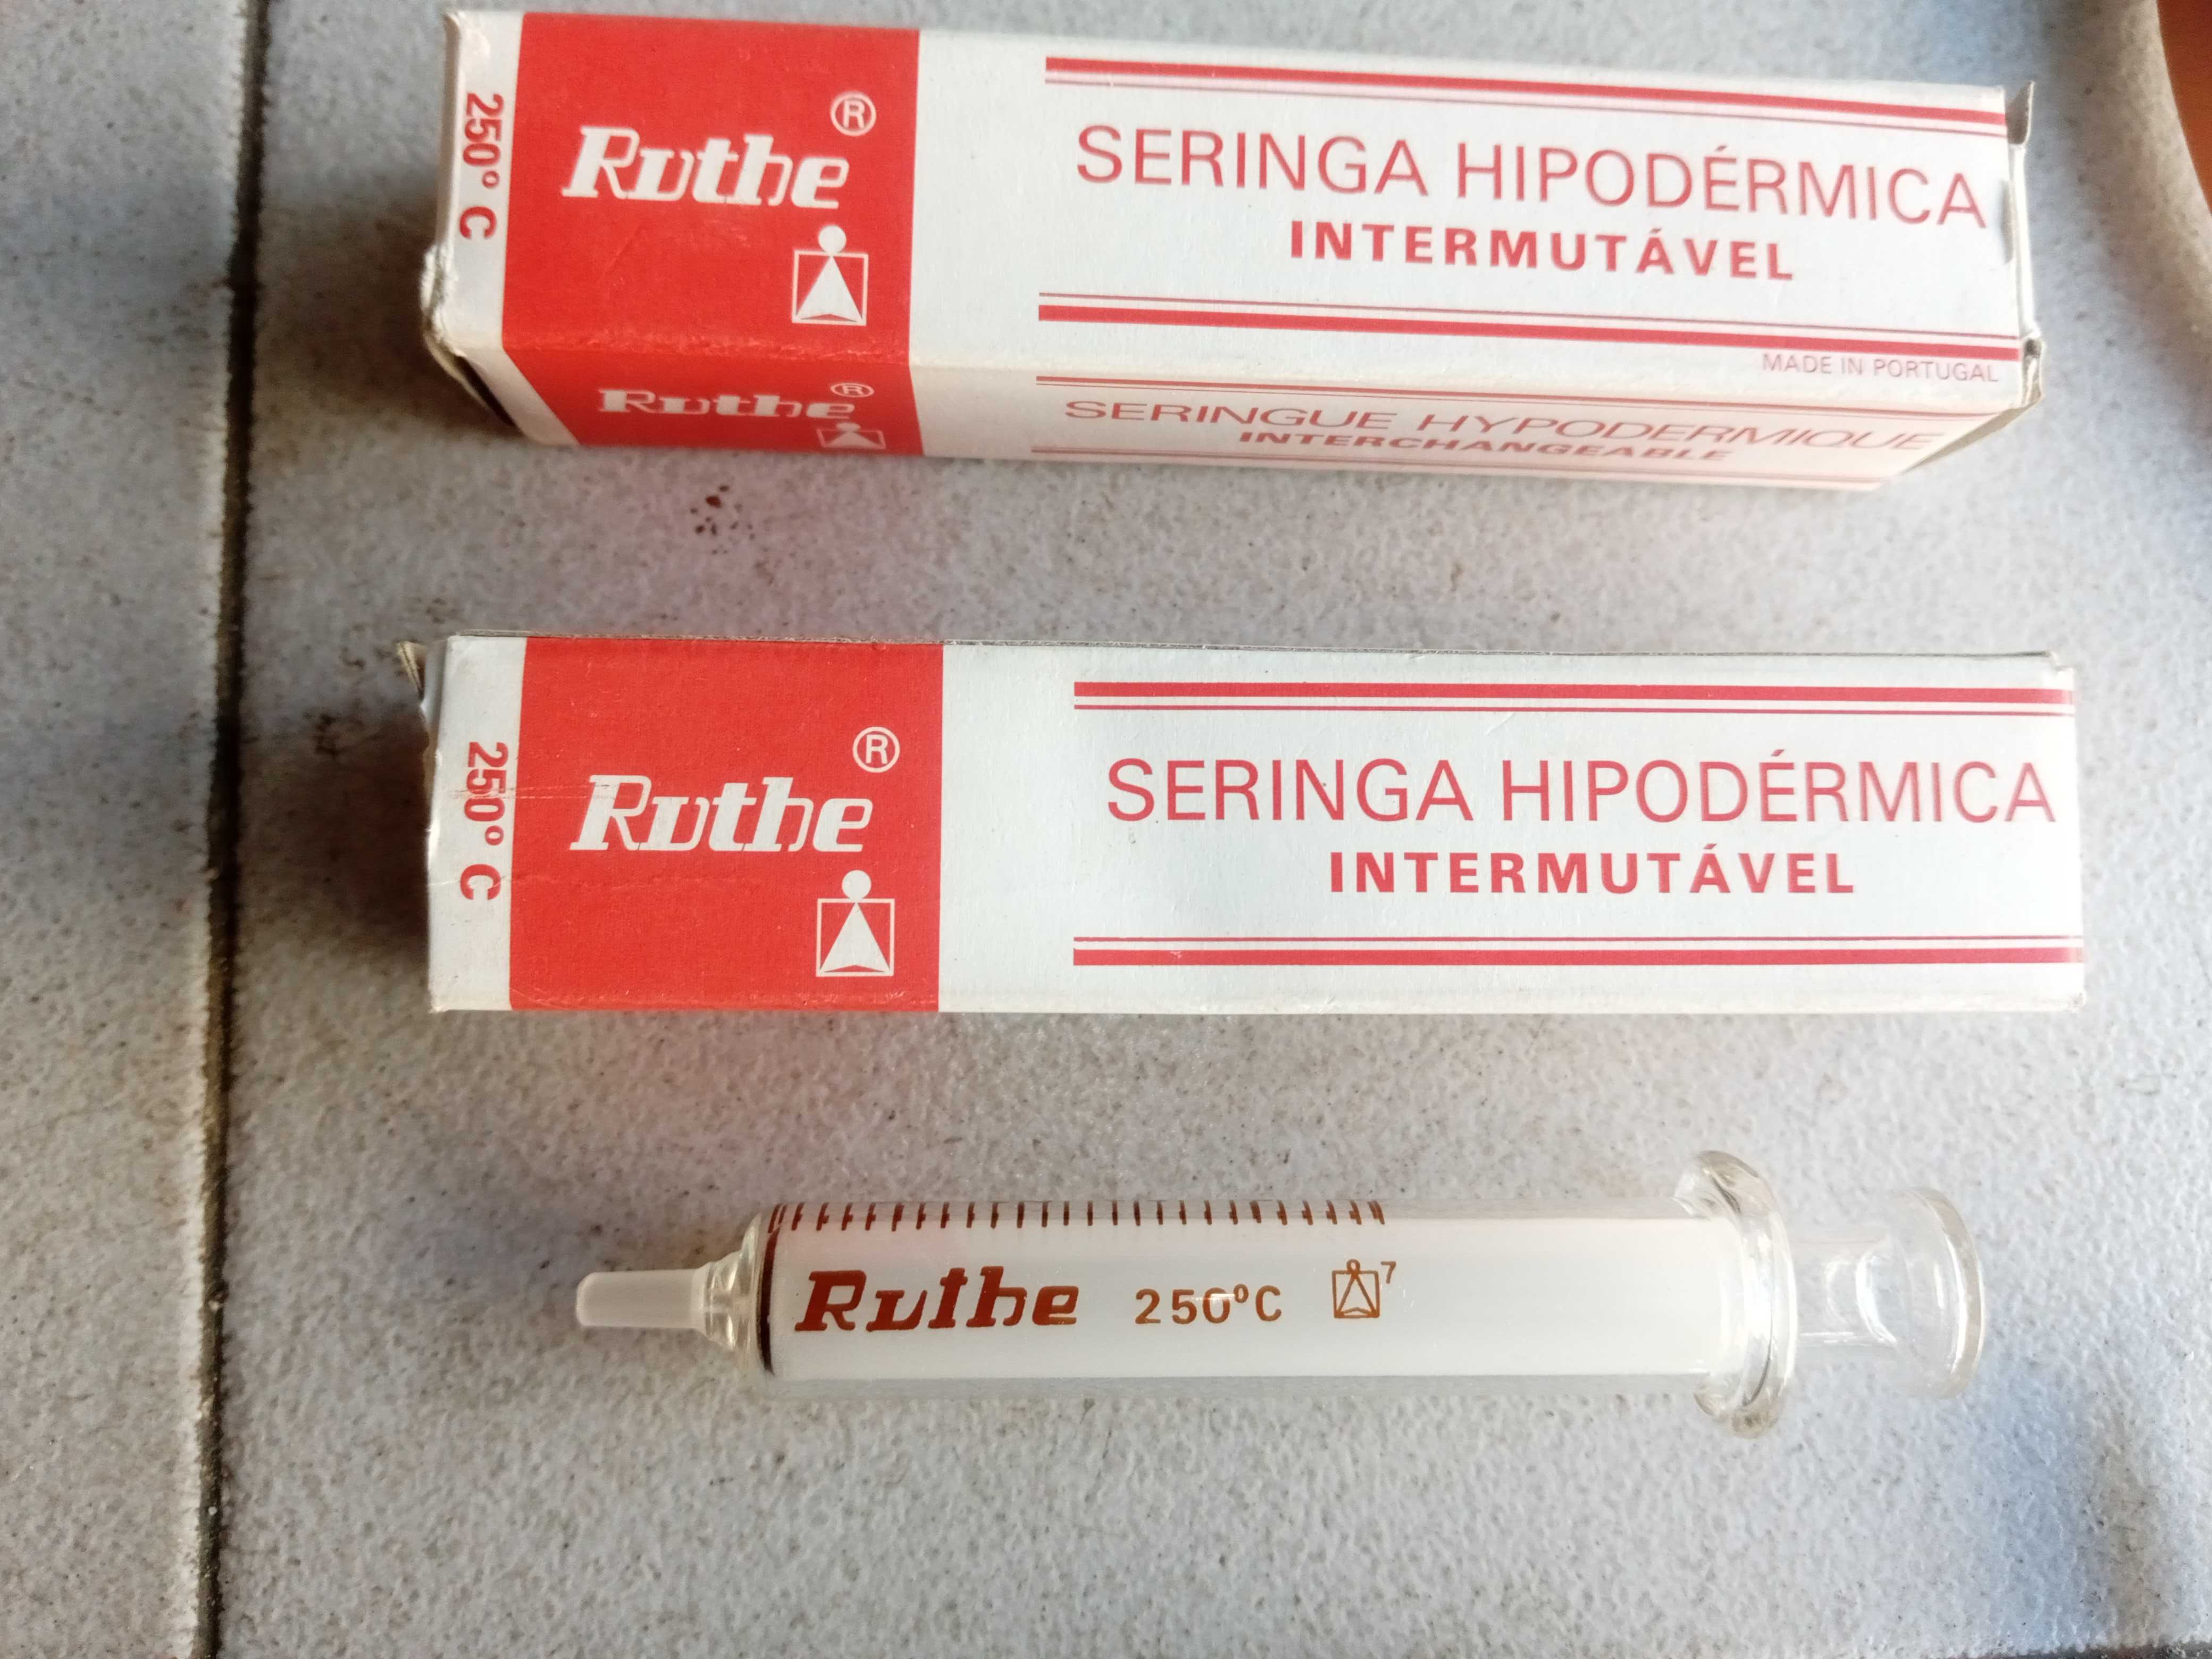 250° C
Ruthe ®
SERINGA HIPODÉRMICA
INTERMUTÁVEL
MADE IN PORTUGAL
Ruthe ®
SERINGUE HYPODERMIQUE
INTERCHANGEABLE
250° C
Ruthe ®
SERINGA HIPODÉRMICA
INTERMUTÁVEL
Ruthe 250°C 7